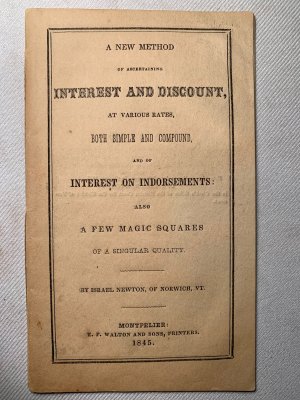 A NEW METHOD
OF ASCERTAINING
INTEREST AND DISCOUNT,
AT VARIOUS RATES,
BOTH SIMPLE AND COMPOUND,
AND OF
INTEREST ON INDORSEMENTS:
ALSO
A FEW MAGIC SQUARES
OF A SINGULAR QUALITY.
BY ISRAEL NEWTON, OF NORWICH, VT.
MONTPELIER:
E. P. WALTON AND SONS, PRINTERS.
1845.